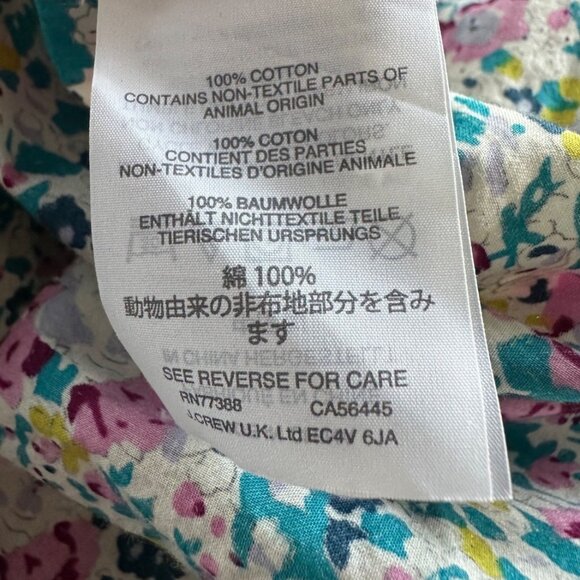 100% COTTON
CONTAINS NON-TEXTILE PARTS OF
ANIMAL ORIGIN
100% COTON
CONTIENT DES PARTIES
NON-TEXTILES D'ORIGINE ANIMALE
100% BAUMWOLLE
ENTHÄLT NICHTTEXTILE TEILE
TIERISCHEN URSPRUNGS
綿 100%
動物由来の非布地部分を含み
ます
SEE REVERSE FOR CARE
RN77388 CA56445
J.CREW U.K. Ltd EC4V 6JA